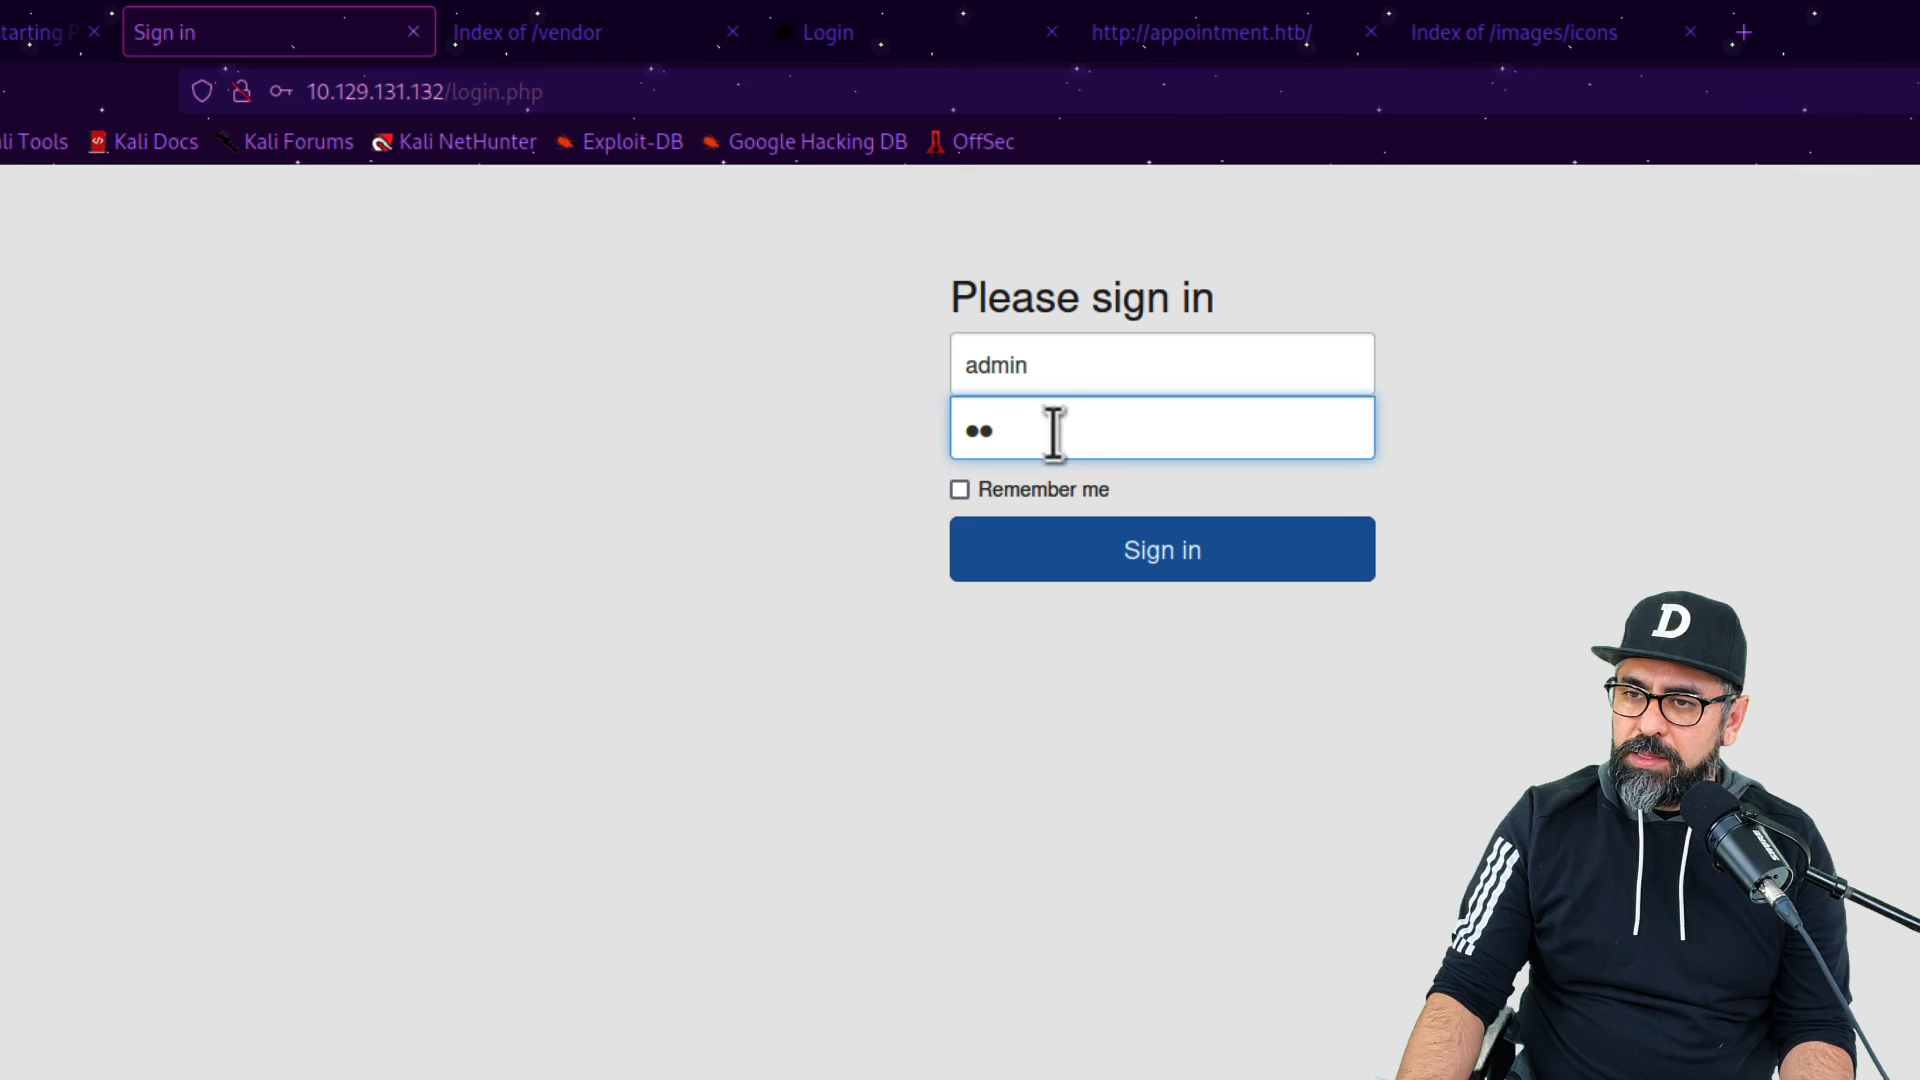 tarting P
Sign in
Index of /vendor
Login
http://appointment.htb/
Index of /images/icons
10.129.131.132/login.php
li Tools
Kali Docs
Kali Forums
Kali NetHunter
Exploit-DB
Google Hacking DB
OffSec
Please sign in
admin
Remember me
Sign in
D
SHURE